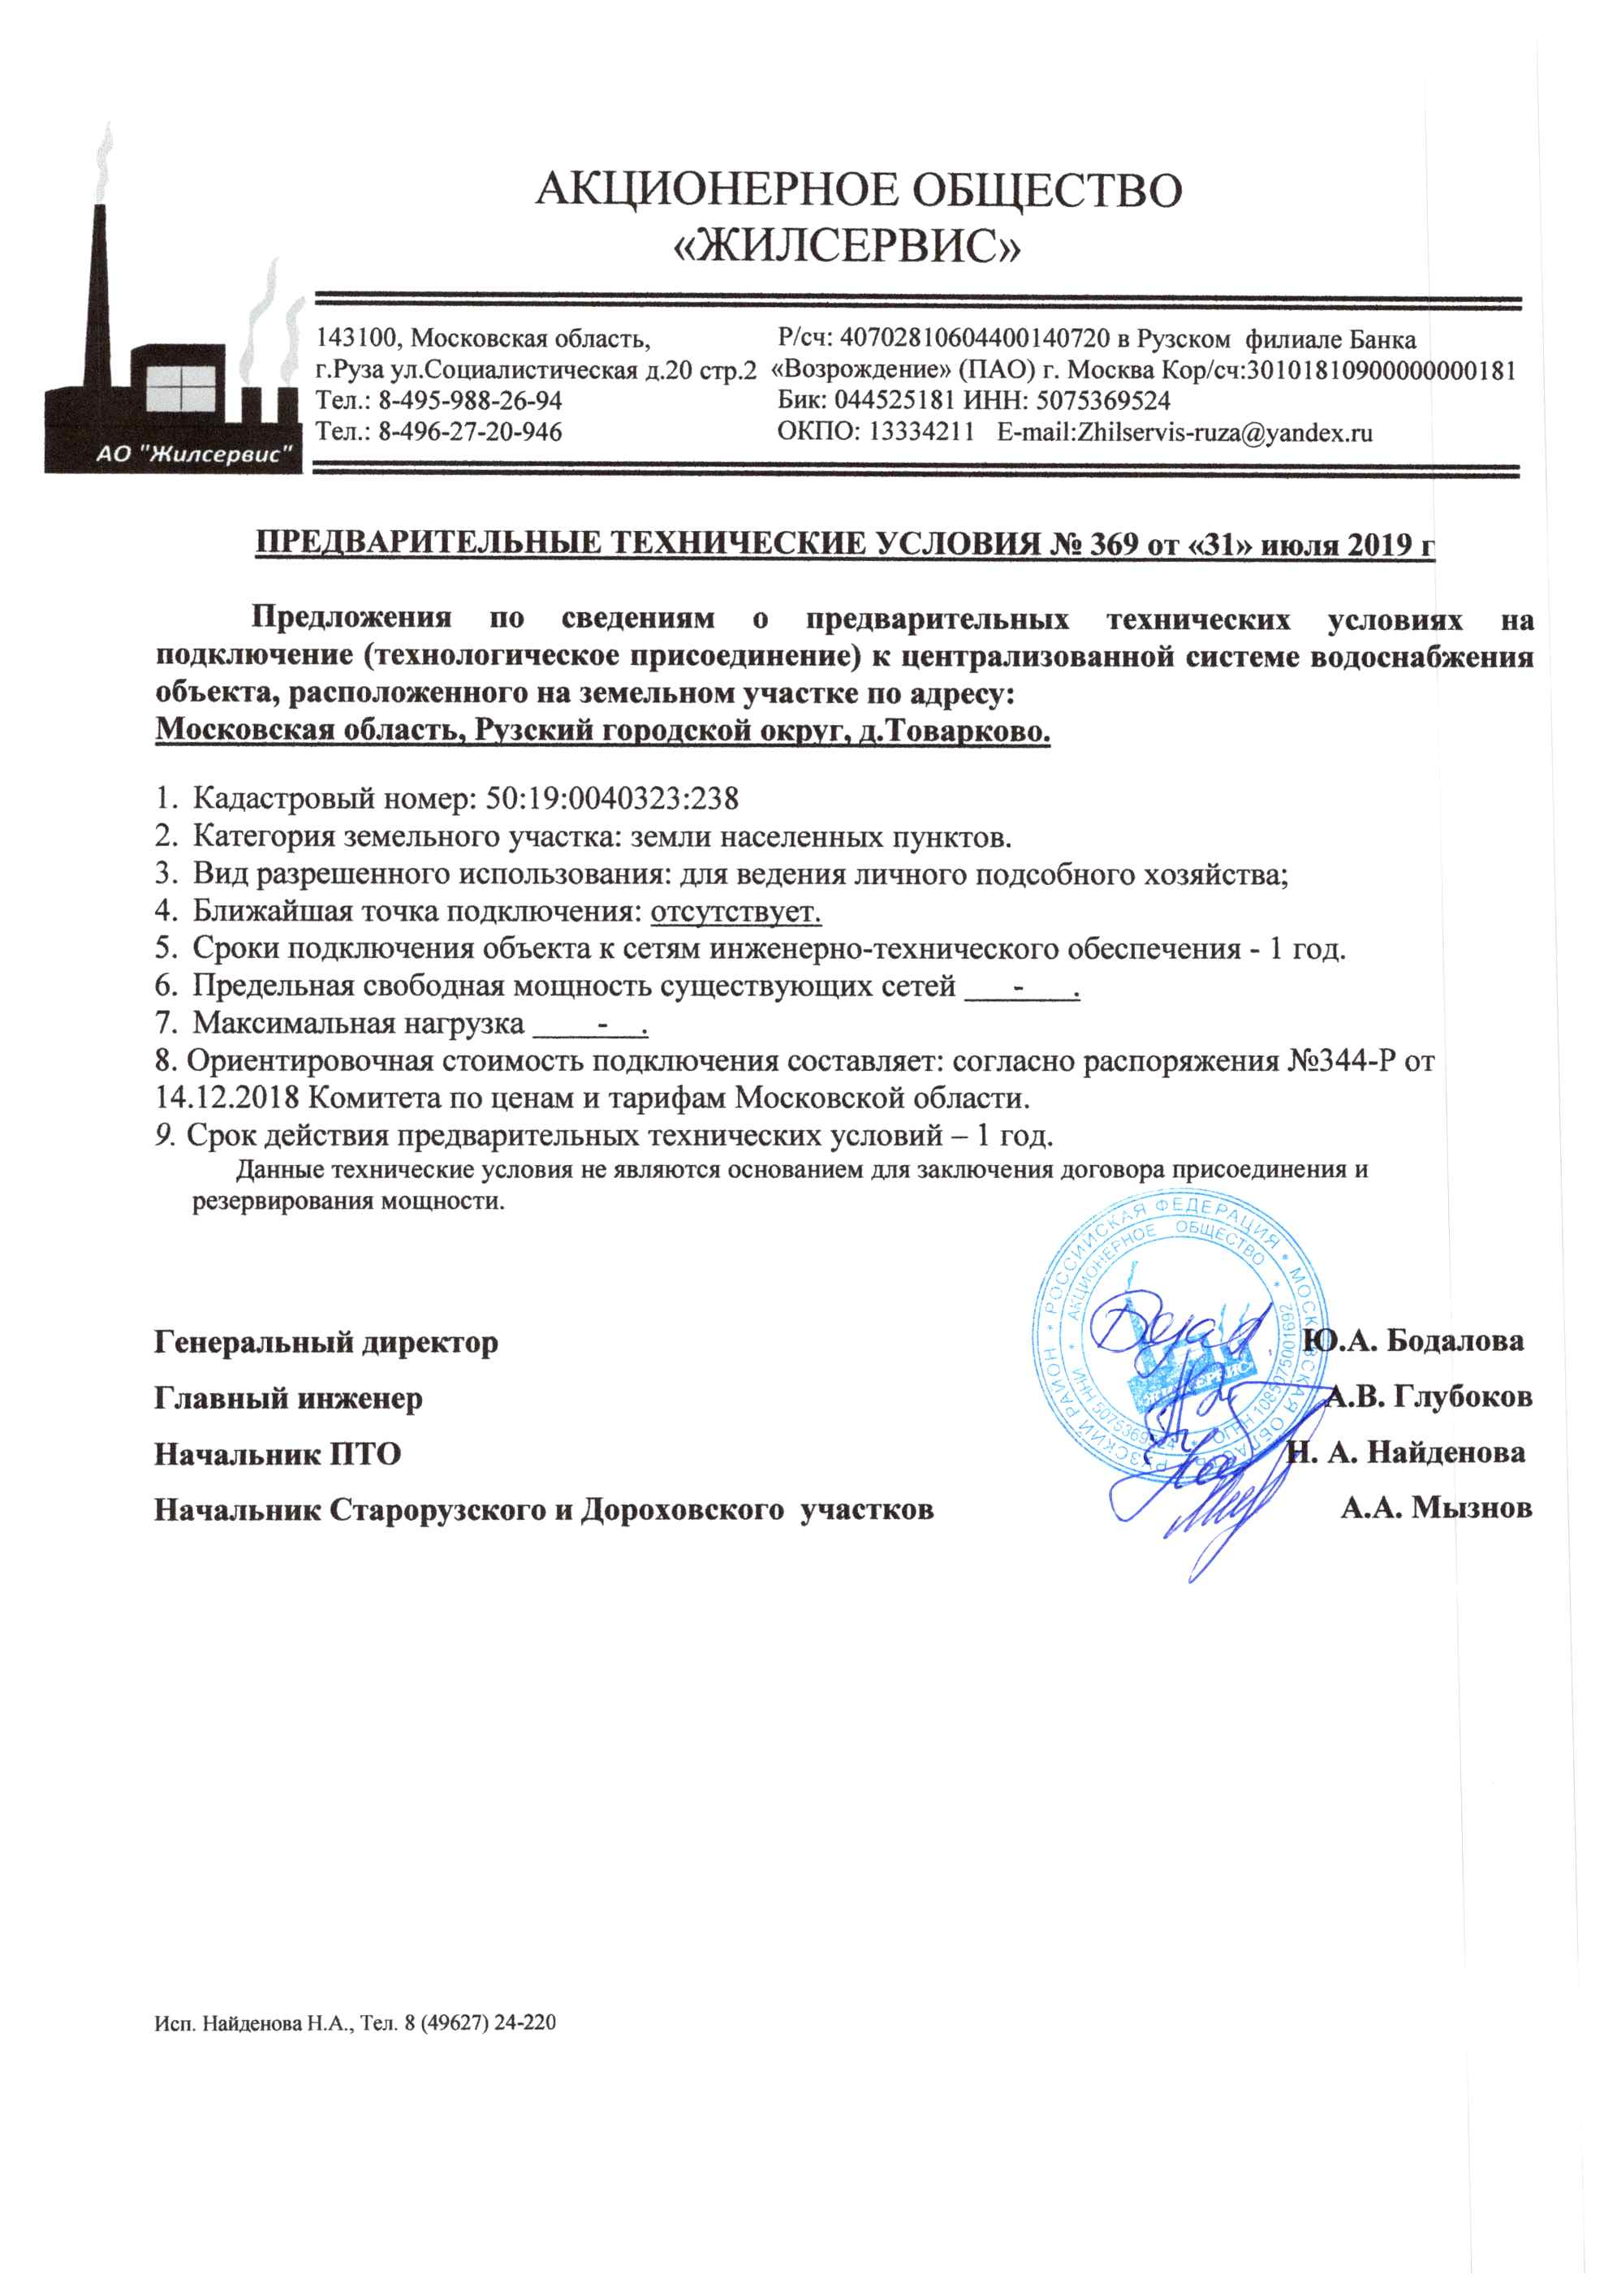 АКЦИОНЕРНОЕ ОБЩЕСТВО
«ЖИЛСЕРВИС»
АО "Жилсервис"
143100, Московская область,
г.Руза ул.Социалистическая д.20 стр.2
Тел.: 8-495-988-26-94
Тел.: 8-496-27-20-946
Р/сч: 40702810604400140720 в Рузском филиале Банка
«Возрождение» (ПАО) г. Москва Кор/сч:30101810900000000181
Бик: 044525181 ИНН: 5075369524
ОКПО: 13334211 E-mail:Zhilservis-ruza@yandex.ru
ПРЕДВАРИТЕЛЬНЫЕ ТЕХНИЧЕСКИЕ УСЛОВИЯ № 369 от «31» июля 2019 г
Предложения по сведениям о предварительных технических условиях на
подключение (технологическое присоединение) к централизованной системе водоснабжения
объекта, расположенного на земельном участке по адресу:
Московская область, Рузский городской округ, д.Товарково.
1. Кадастровый номер: 50:19:0040323:238
2. Категория земельного участка: земли населенных пунктов.
3. Вид разрешенного использования: для ведения личного подсобного хозяйства;
4. Ближайшая точка подключения: отсутствует.
5. Сроки подключения объекта к сетям инженерно-технического обеспечения - 1 год.
6. Предельная свободная мощность существующих сетей ___-___.
7. Максимальная нагрузка ____-__.
8. Ориентировочная стоимость подключения составляет: согласно распоряжения №344-Р от
14.12.2018 Комитета по ценам и тарифам Московской области.
9. Срок действия предварительных технических условий – 1 год.
Данные технические условия не являются основанием для заключения договора присоединения и
резервирования мощности.
* РОССИЙСКАЯ ФЕДЕРАЦИЯ * МОСКОВСКАЯ ОБЛАСТЬ * РУЗСКИЙ РАЙОН
* АКЦИОНЕРНОЕ ОБЩЕСТВО *
Генеральный директор Ю.А. Бодалова
Главный инженер А.В. Глубоков
Начальник ПТО Н. А. Найденова
Начальник Старорузского и Дороховского участков А.А. Мызнов
Исп. Найденова Н.А., Тел. 8 (49627) 24-220